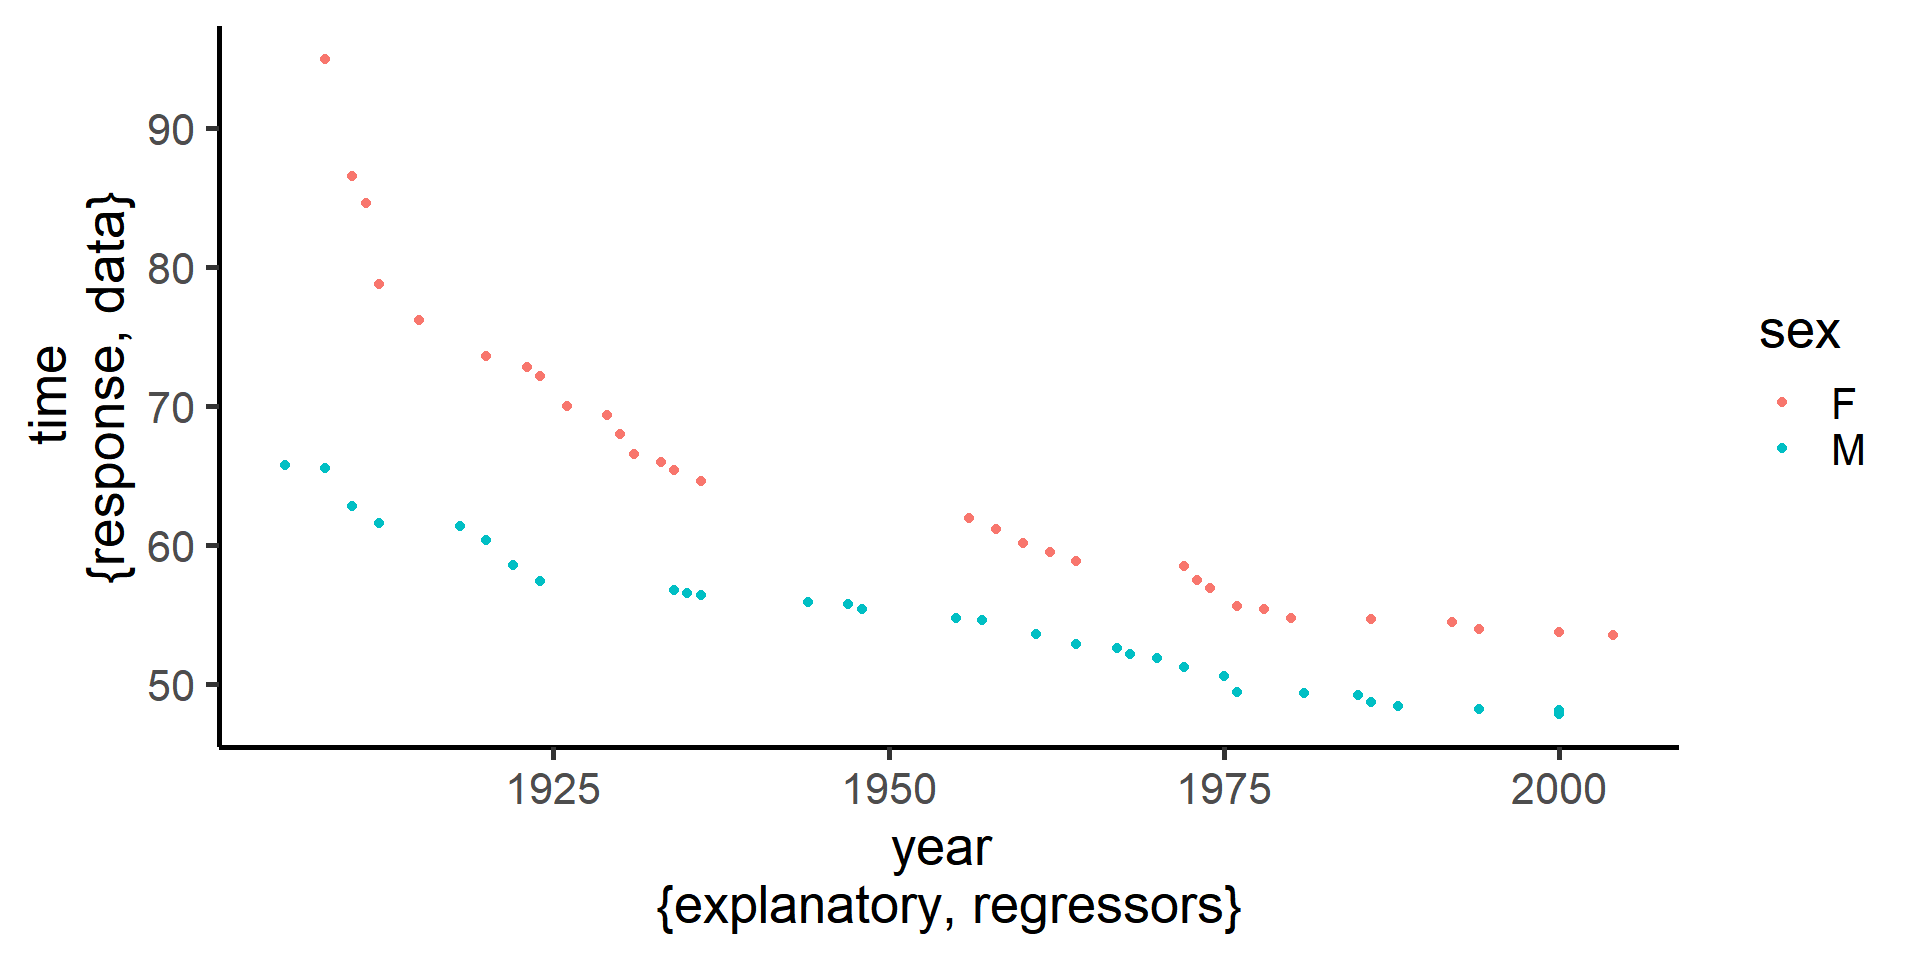 90
80
70
60
50
time
{response, data}
1925
1950
1975
2000
year
{explanatory, regressors}
sex
F
M